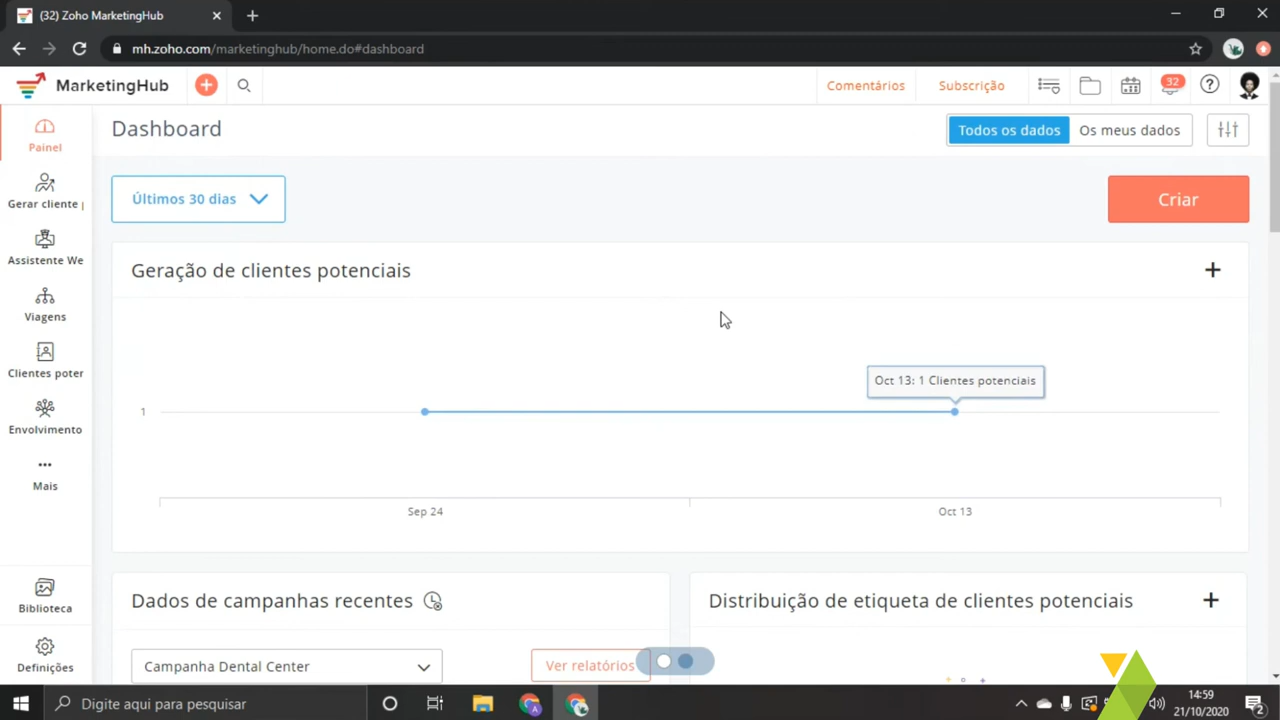 (32) Zoho MarketingHub
mh.zoho.com/marketinghub/home.do#dashboard
MarketingHub
Comentários
Subscrição
32
Painel
Gerar cliente
Assistente We
Viagens
Clientes poter
Envolvimento
Mais
Biblioteca
Definições
Dashboard
Todos os dados
Os meus dados
Últimos 30 dias
Criar
Geração de clientes potenciais
Oct 13: 1 Clientes potenciais
1
Sep 24
Oct 13
Dados de campanhas recentes
Campanha Dental Center
Ver relatórios
Distribuição de etiqueta de clientes potenciais
Digite aqui para pesquisar
14:59
21/10/2020
2